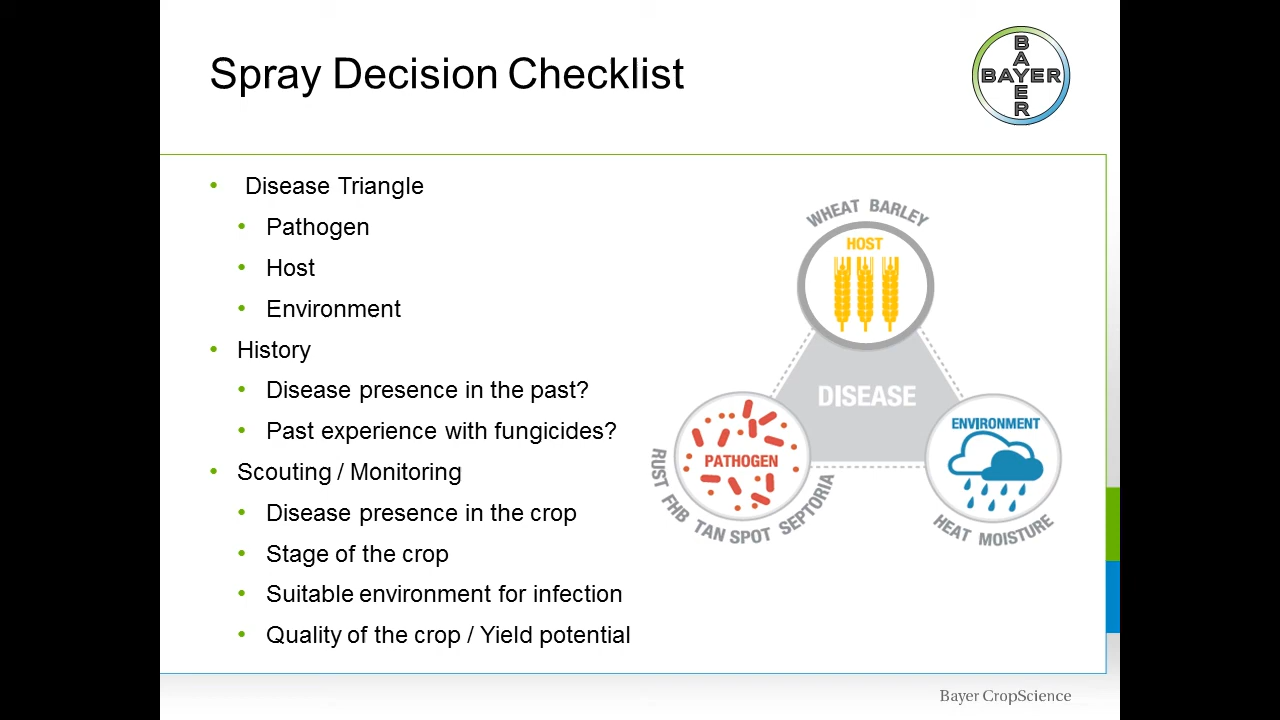 Spray Decision Checklist
BAYER
BAYER
• Disease Triangle
• Pathogen
• Host
• Environment
• History
• Disease presence in the past?
• Past experience with fungicides?
• Scouting / Monitoring
• Disease presence in the crop
• Stage of the crop
• Suitable environment for infection
• Quality of the crop / Yield potential
WHEAT BARLEY
HOST
DISEASE
PATHOGEN
RUST FHB TAN SPOT SEPTORIA
ENVIRONMENT
HEAT MOISTURE
Bayer CropScience